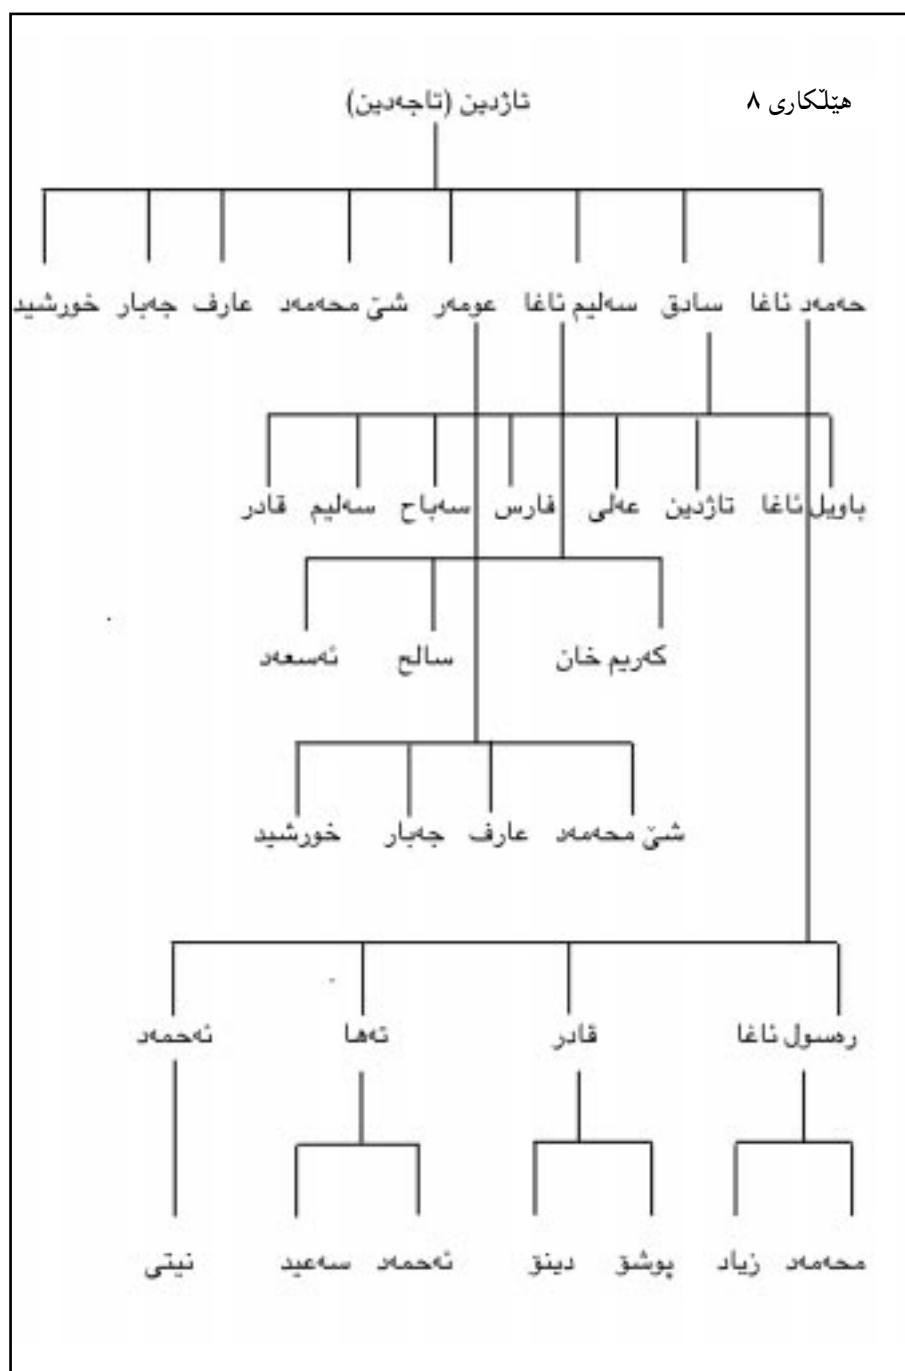 هێڵکاری ٨
تاژدین (تاجەدین)
حەمەد ئاغا سادق سەلیم ئاغا عومەر شێ محەمەد عارف جەبار خورشید
باویل ئاغا تاژدین عەلی فارس سەباح سەلیم قادر
کەریم خان سالح ئەسعەد
شێ محەمەد عارف جەبار خورشید
رەسول ئاغا قادر تەها ئەحمەد
محەمەد زیاد پوشۆ دینۆ ئەحمەد سەعید نیتی